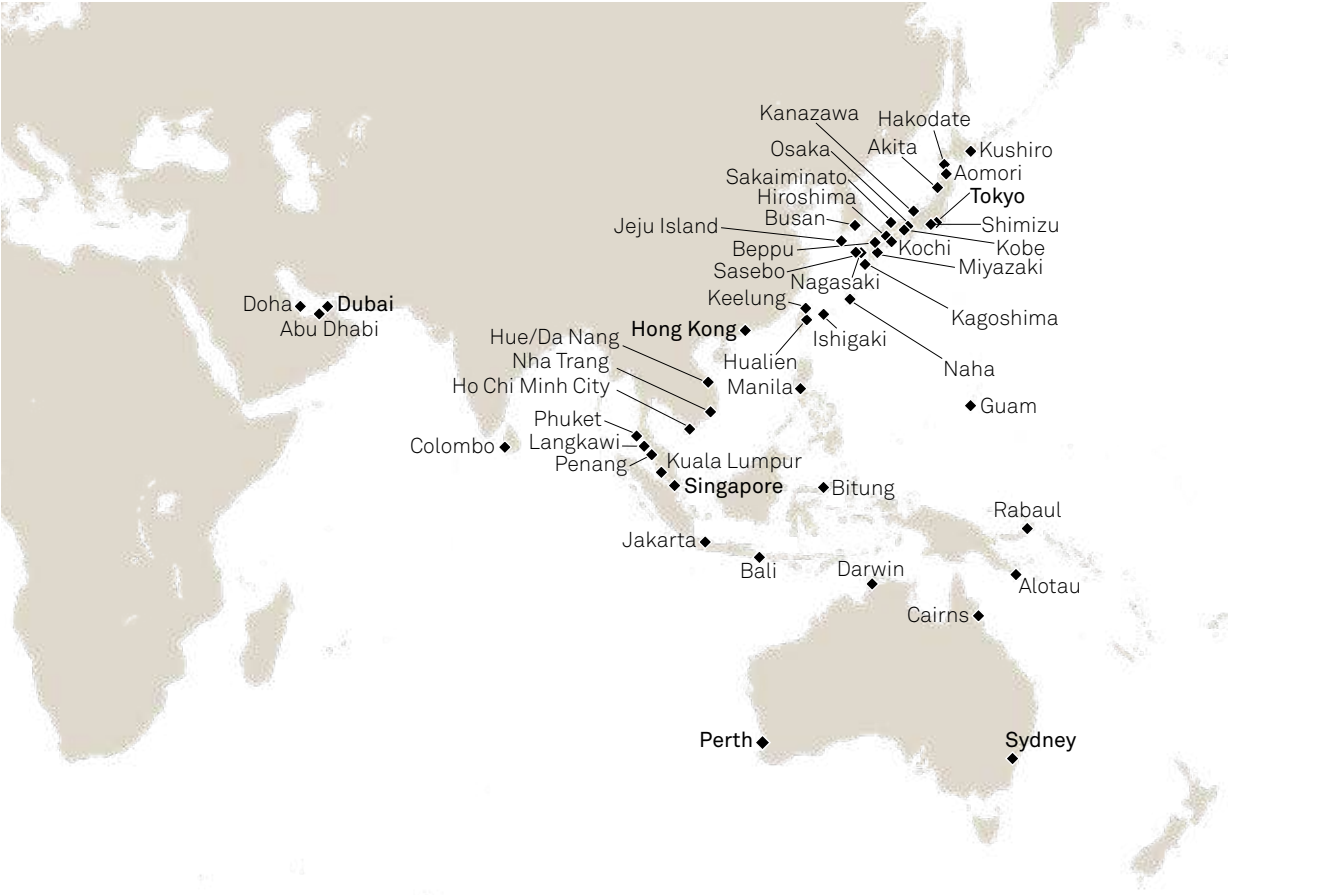 Kanazawa
Hakodate
Osaka
Akita
Kushiro
Aomori
Sakaiminato
Hiroshima
Tokyo
Busan
Jeju Island
Shimizu
Beppu
Kochi
Kobe
Sasebo
Miyazaki
Nagasaki
Keelung
Doha
Dubai
Abu Dhabi
Kagoshima
Hong Kong
Ishigaki
Hue/Da Nang
Nha Trang
Hualien
Naha
Ho Chi Minh City
Manila
Guam
Phuket
Langkawi
Colombo
Penang
Kuala Lumpur
Singapore
Bitung
Rabaul
Jakarta
Bali
Darwin
Alotau
Cairns
Perth
Sydney